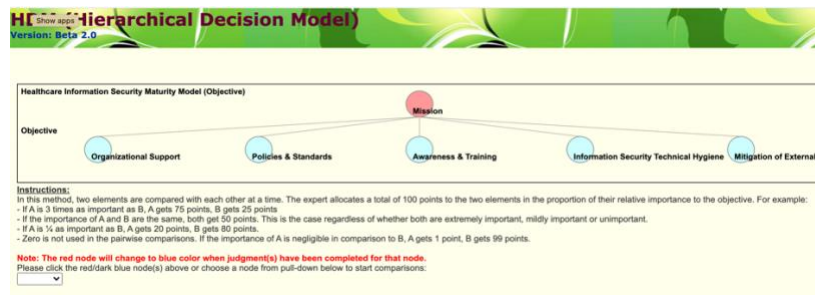 HDM (Hierarchical Decision Model)
Show apps
Version: Beta 2.0
Healthcare Information Security Maturity Model (Objective)
Mission
Objective
Organizational Support
Policies & Standards
Awareness & Training
Information Security Technical Hygiene
Mitigation of External
Instructions:
In this method, two elements are compared with each other at a time. The expert allocates a total of 100 points to the two elements in the proportion of their relative importance to the objective. For example:
- If A is 3 times as important as B, A gets 75 points, B gets 25 points
- If the importance of A and B are the same, both get 50 points. This is the case regardless of whether both are extremely important, mildly important or unimportant.
- If A is ¼ as important as B, A gets 20 points, B gets 80 points.
- Zero is not used in the pairwise comparisons. If the importance of A is negligible in comparison to B, A gets 1 point, B gets 99 points.
Note: The red node will change to blue color when judgment(s) have been completed for that node.
Please click the red/dark blue node(s) above or choose a node from pull-down below to start comparisons: